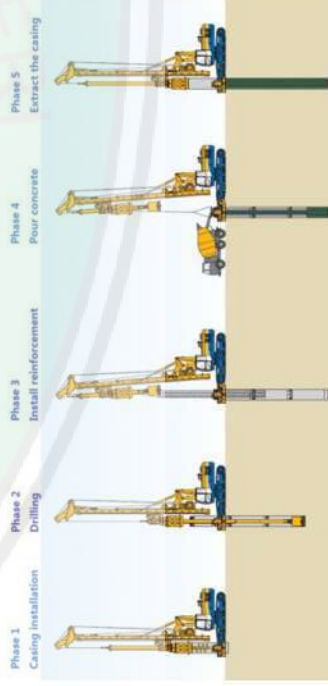 Phase 1
Casing installation
Phase 2
Drilling
Phase 3
Install reinforcement
Phase 4
Pour concrete
Phase 5
Extract the casing